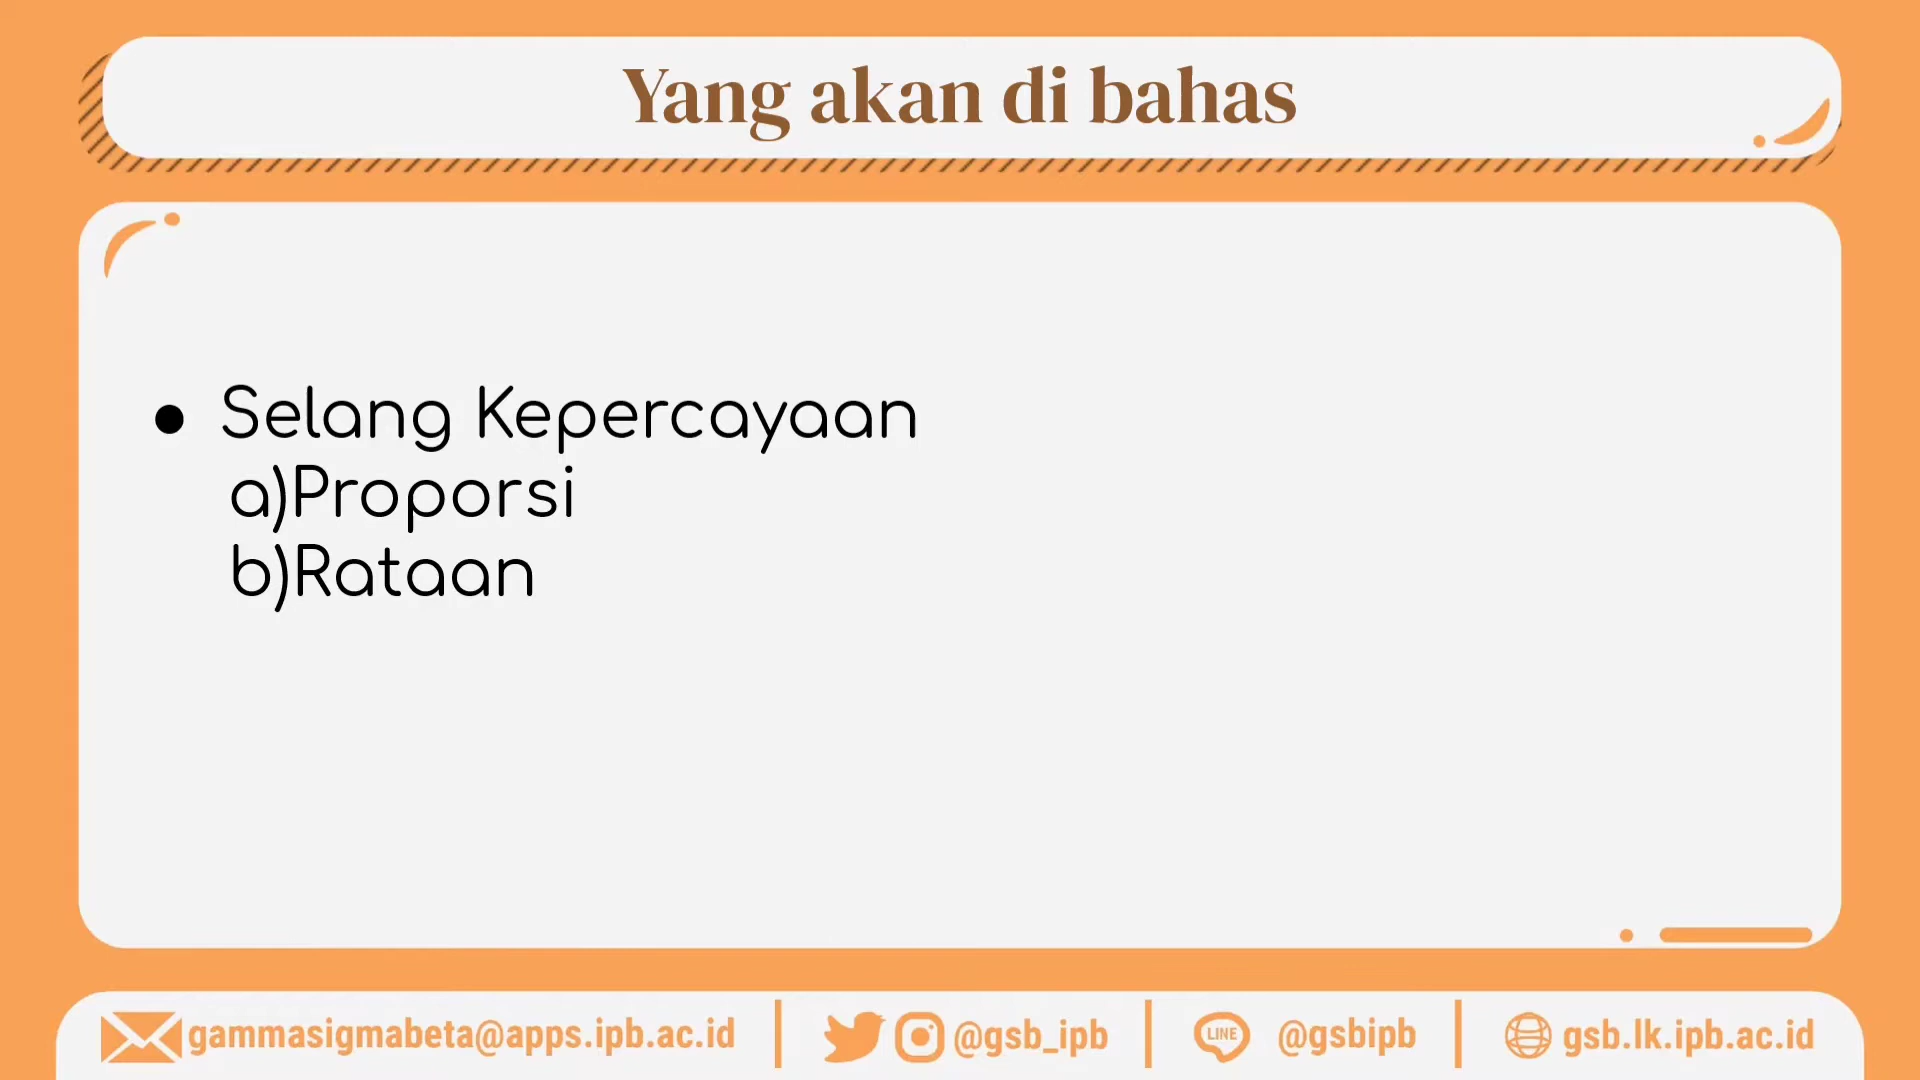 Yang akan di bahas
● Selang Kepercayaan
a)Proporsi
b)Rataan
gammasigmabeta@apps.ipb.ac.id
@gsb_ipb
LINE
@gsbipb
gsb.lk.ipb.ac.id